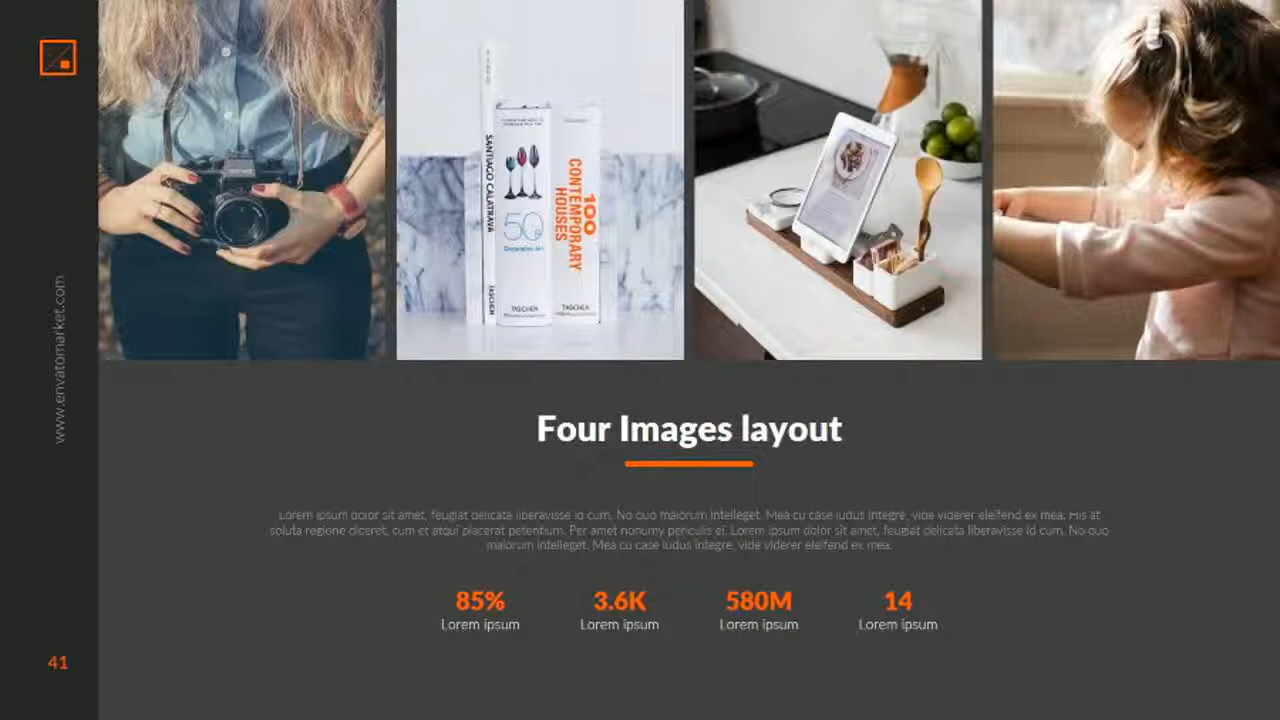 SANTIAGO CALATRAVA
TASCHEN
50
TASCHEN
100
CONTEMPORARY
HOUSES
TASCHEN
www.envatomarket.com
Four Images layout
Lorem ipsum dolor sit amet, feugiat delicata liberavisse id cum. No quo maiorum intelleget. Mea cu case ludus integre, vide viderer eleifend ex mea. His at
soluta regione diceret, cum et atqui placerat petentium. Per amet nonumy periculis ei. Lorem ipsum dolor sit amet, feugiat delicata liberavisse id cum. No quo
maiorum intelleget. Mea cu case ludus integre, vide viderer eleifend ex mea.
85%
3.6K
580M
14
Lorem ipsum
Lorem ipsum
Lorem ipsum
Lorem ipsum
41